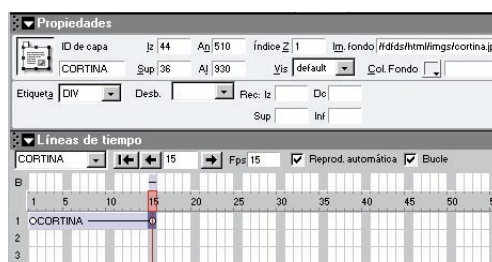 Propiedades
ID de capa Iz 44 An 510 Índice Z 1 Im. fondo #dfds/html/imgs/cortina.jp
CORTINA Sup 36 Al 930 Vis default Col. Fondo
Etiqueta DIV Desb. Rec: Iz Dc
Sup Inf
Líneas de tiempo
CORTINA 15 Fps 15 Reprod. automática Bucle
B
1 5 10 15 20 25 30 35 40 45 50
1 CORTINA
2
3